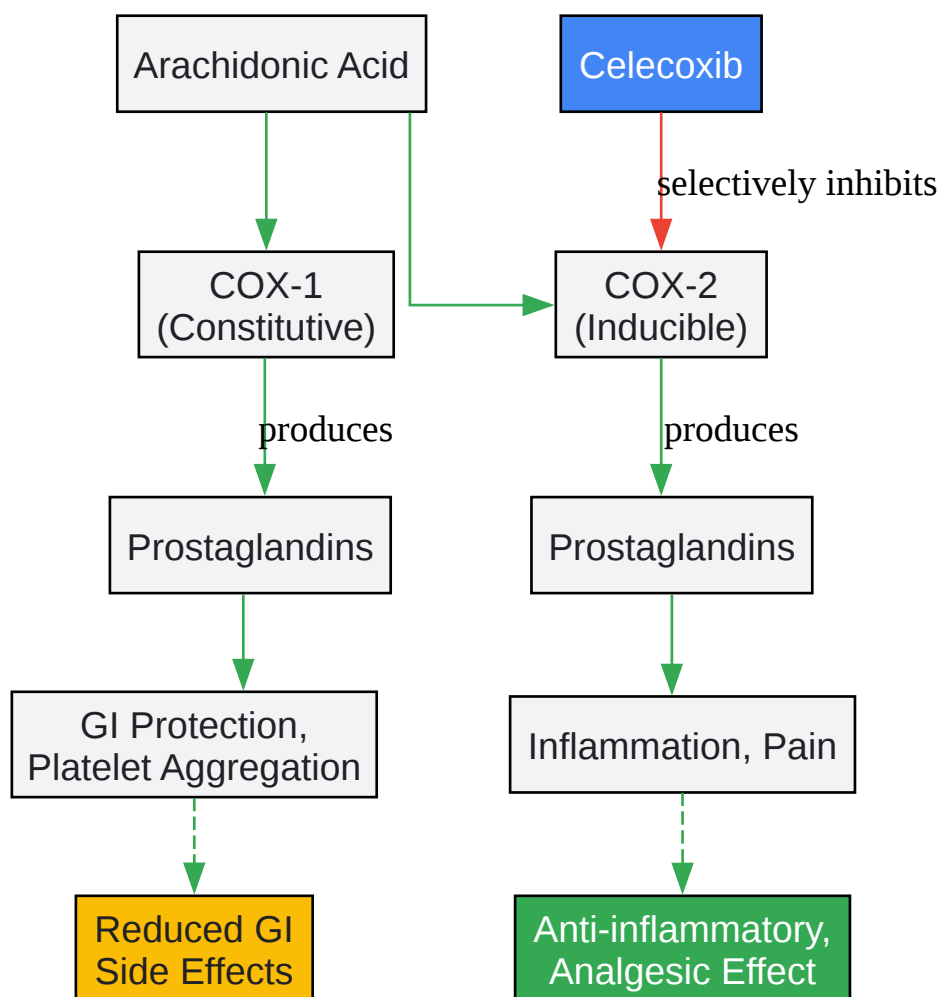 Arachidonic Acid
Celecoxib
selectively inhibits
COX-1
(Constitutive)
COX-2
(Inducible)
produces
produces
Prostaglandins
Prostaglandins
GI Protection,
Platelet Aggregation
Inflammation, Pain
Reduced GI
Side Effects
Anti-inflammatory,
Analgesic Effect